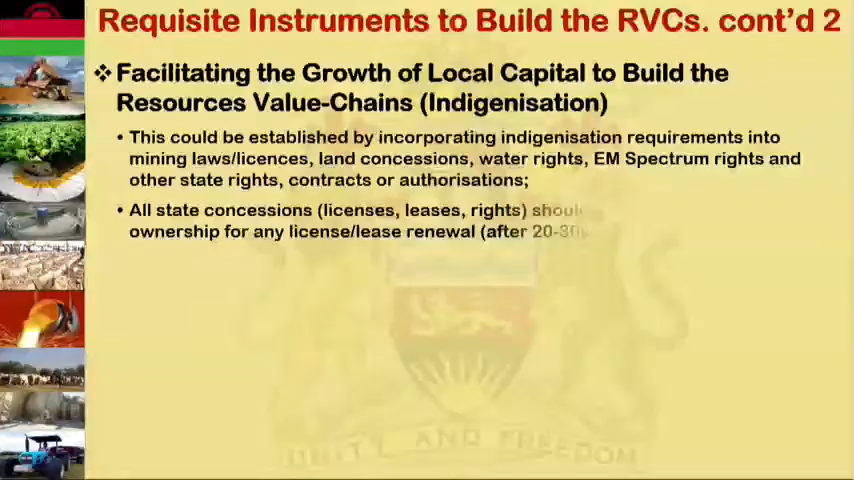 Requisite Instruments to Build the RVCs. cont’d 2
❖ Facilitating the Growth of Local Capital to Build the
Resources Value-Chains (Indigenisation)
• This could be established by incorporating indigenisation requirements into
mining laws/licences, land concessions, water rights, EM Spectrum rights and
other state rights, contracts or authorisations;
• All state concessions (licenses, leases, rights)
ownership for any license/lease renewal (after
UNITY AND FREEDOM